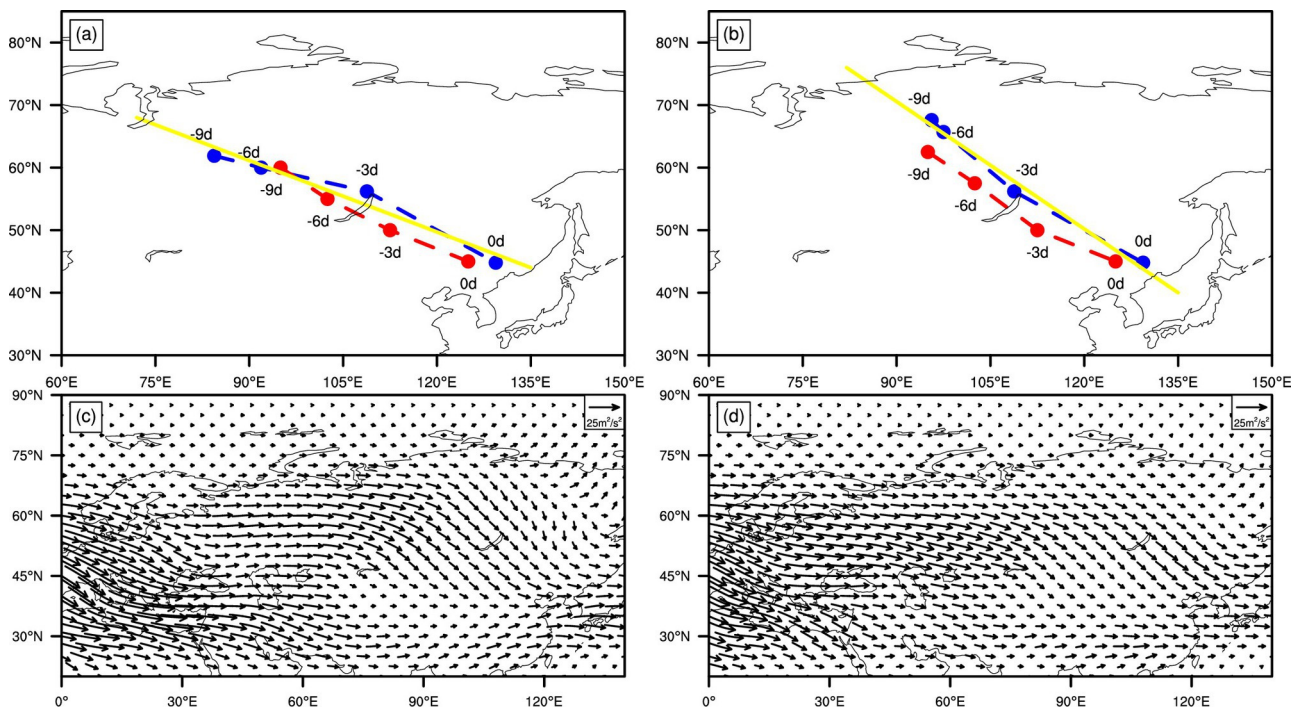 (a)
80°N
70°N
60°N
50°N
40°N
30°N
-9d
-6d
-9d
-3d
-6d
-3d
0d
0d
60°E
75°E
90°E
105°E
120°E
135°E
150°E
(b)
80°N
70°N
60°N
50°N
40°N
30°N
-9d
-6d
-9d
-3d
-6d
-3d
0d
0d
60°E
75°E
90°E
105°E
120°E
135°E
150°E
(c)
25m²/s²
90°N
75°N
60°N
45°N
30°N
0°
30°E
60°E
90°E
120°E
(d)
25m²/s²
90°N
75°N
60°N
45°N
30°N
0°
30°E
60°E
90°E
120°E